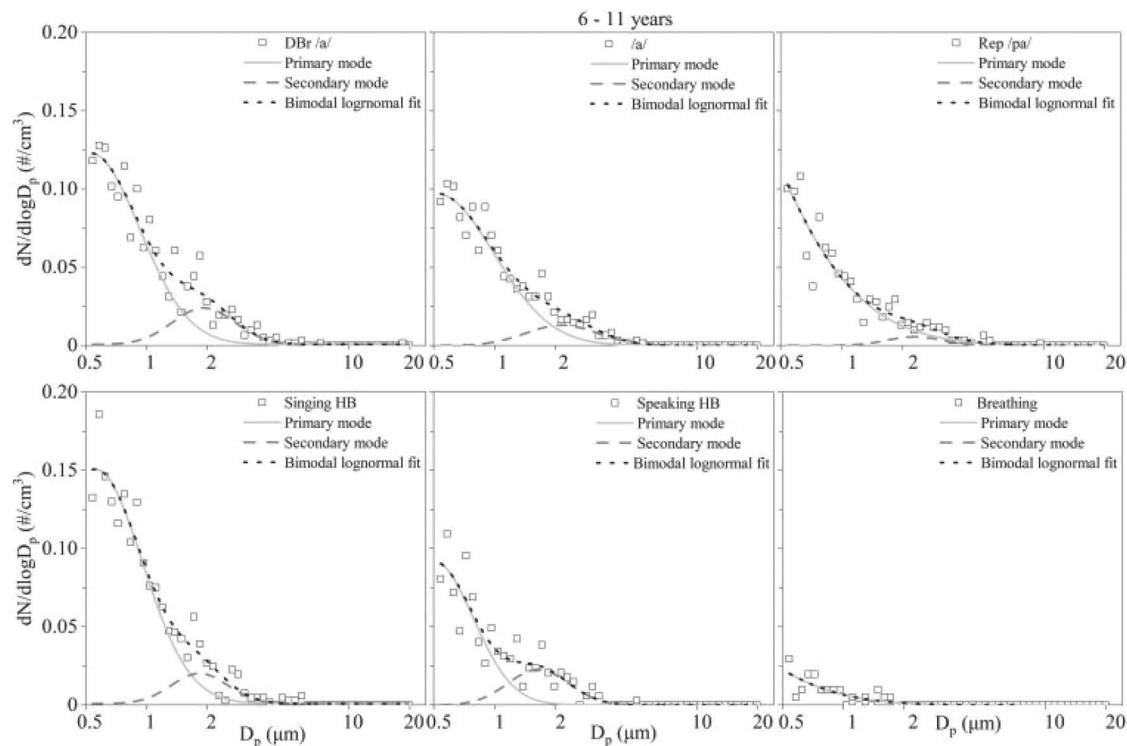 6 - 11 years
0.20
0.15
0.10
0.05
0
dN/dlogDp (#/cm³)
DBr /a/
Primary mode
Secondary mode
Bimodal lognormal fit
0.5 1 2 10 20
/a/
Primary mode
Secondary mode
Bimodal lognormal fit
0.5 1 2 10 20
Rep /pa/
Primary mode
Secondary mode
Bimodal lognormal fit
0.5 1 2 10 20
0.20
0.15
0.10
0.05
0
dN/dlogDp (#/cm³)
Singing HB
Primary mode
Secondary mode
Bimodal lognormal fit
0.5 1 2 10 20
Dp (μm)
Speaking HB
Primary mode
Secondary mode
Bimodal lognormal fit
0.5 1 2 10 20
Dp (μm)
Breathing
Primary mode
Secondary mode
Bimodal lognormal fit
0.5 1 2 10 20
Dp (μm)